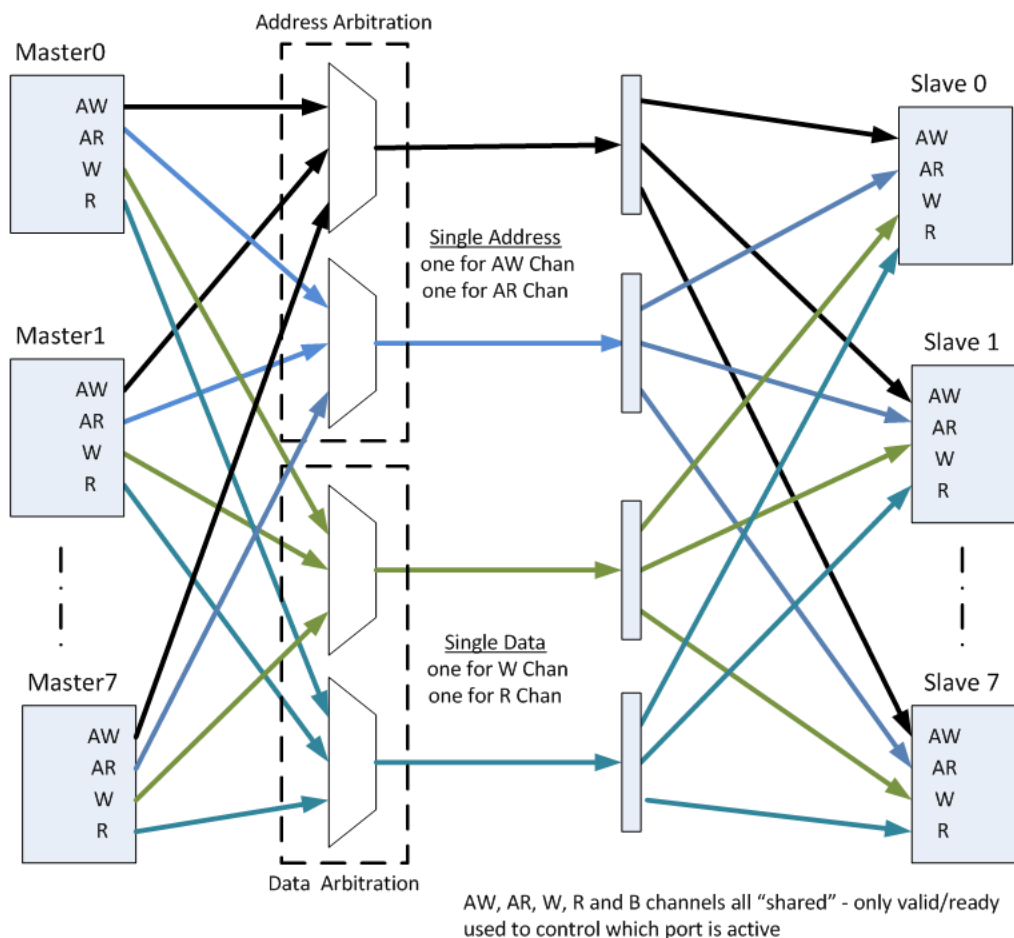 Address Arbitration
Master0
AW
AR
W
R
Slave 0
AW
AR
W
R
Single Address
one for AW Chan
one for AR Chan
Master1
AW
AR
W
R
Slave 1
AW
AR
W
R
Single Data
one for W Chan
one for R Chan
Master7
AW
AR
W
R
Slave 7
AW
AR
W
R
Data Arbitration
AW, AR, W, R and B channels all “shared” - only valid/ready
used to control which port is active